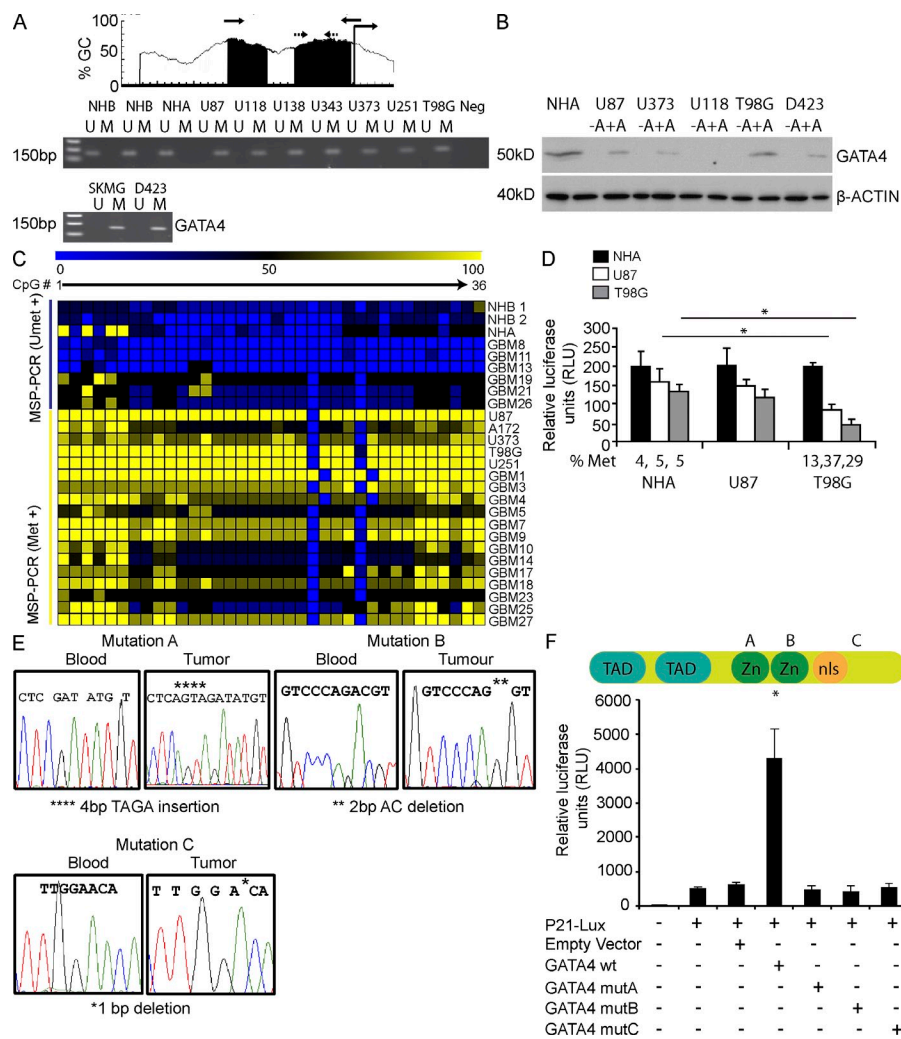 A
100
50
0
% GC
NHB NHB NHA U87 U118 U138 U343 U373 U251 T98G Neg
U M U M U M U M U M U M U M U M U M U M
150bp
SKMG D423
U M U M
150bp
GATA4
B
NHA U87 U373 U118 T98G D423
-A+A -A+A -A+A -A+A -A+A
50kD
GATA4
40kD
β-ACTIN
C
0 50 100
CpG # 1 36
MSP-PCR (Umet +)
NHB 1
NHB 2
NHA
GBM8
GBM11
GBM13
GBM19
GBM21
GBM26
MSP-PCR (Met +)
U87
A172
U373
T98G
U251
GBM1
GBM3
GBM4
GBM5
GBM7
GBM9
GBM10
GBM14
GBM17
GBM18
GBM23
GBM25
GBM27
D
NHA
U87
T98G
Relative luciferase
units (RLU)
300
250
200
150
100
50
0
*
*
% Met
4, 5, 5 13,37,29
NHA U87 T98G
E
Mutation A
Blood Tumor
CTC GAT ATG T
****
CTCAGTAGATATGT
**** 4bp TAGA insertion
Mutation B
Blood Tumour
GTCCCAGACGT
GTCCCAG**GT
** 2bp AC deletion
Mutation C
Blood Tumor
TTGGAACA
T T G G A *CA
*1 bp deletion
F
A B C
TAD TAD Zn Zn nls
*
Relative luciferase
units (RLU)
6000
5000
4000
3000
2000
1000
0
P21-Lux - + + + + + +
Empty Vector - - + - - - -
GATA4 wt - - - + - - -
GATA4 mutA - - - - + - -
GATA4 mutB - - - - - + -
GATA4 mutC - - - - - - +